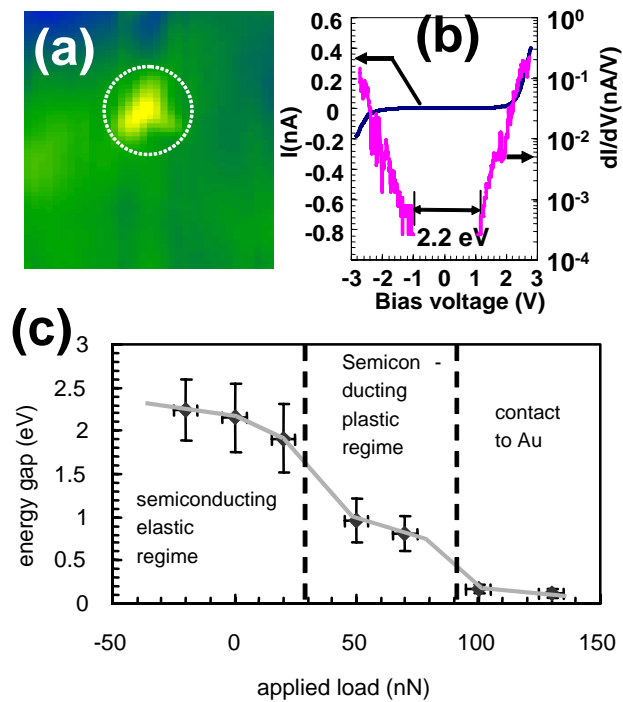 (a)
(b)
0.6
0.4
0.2
0
-0.2
-0.4
-0.6
-0.8
I(nA)
10⁰
10⁻¹
10⁻²
10⁻³
10⁻⁴
dI/dV(nA/V)
2.2 eV
-3 -2 -1 0 1 2 3
Bias voltage (V)
(c)
3
2.5
2
1.5
1
0.5
0
energy gap (eV)
semiconducting
elastic
regime
Semicon -
ducting
plastic
regime
contact
to Au
-50 0 50 100 150
applied load (nN)